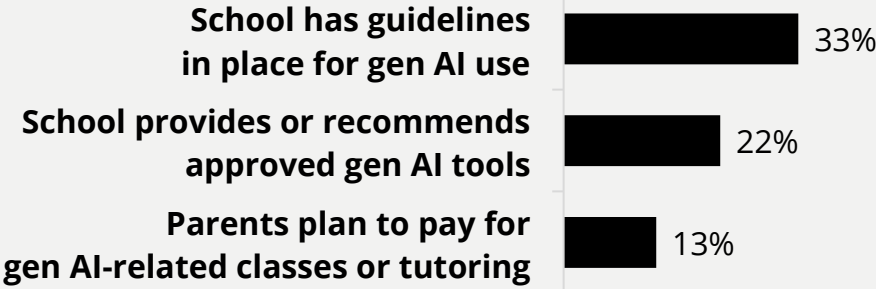 School has guidelines
in place for gen AI use
33%
School provides or recommends
approved gen AI tools
22%
Parents plan to pay for
gen AI-related classes or tutoring
13%